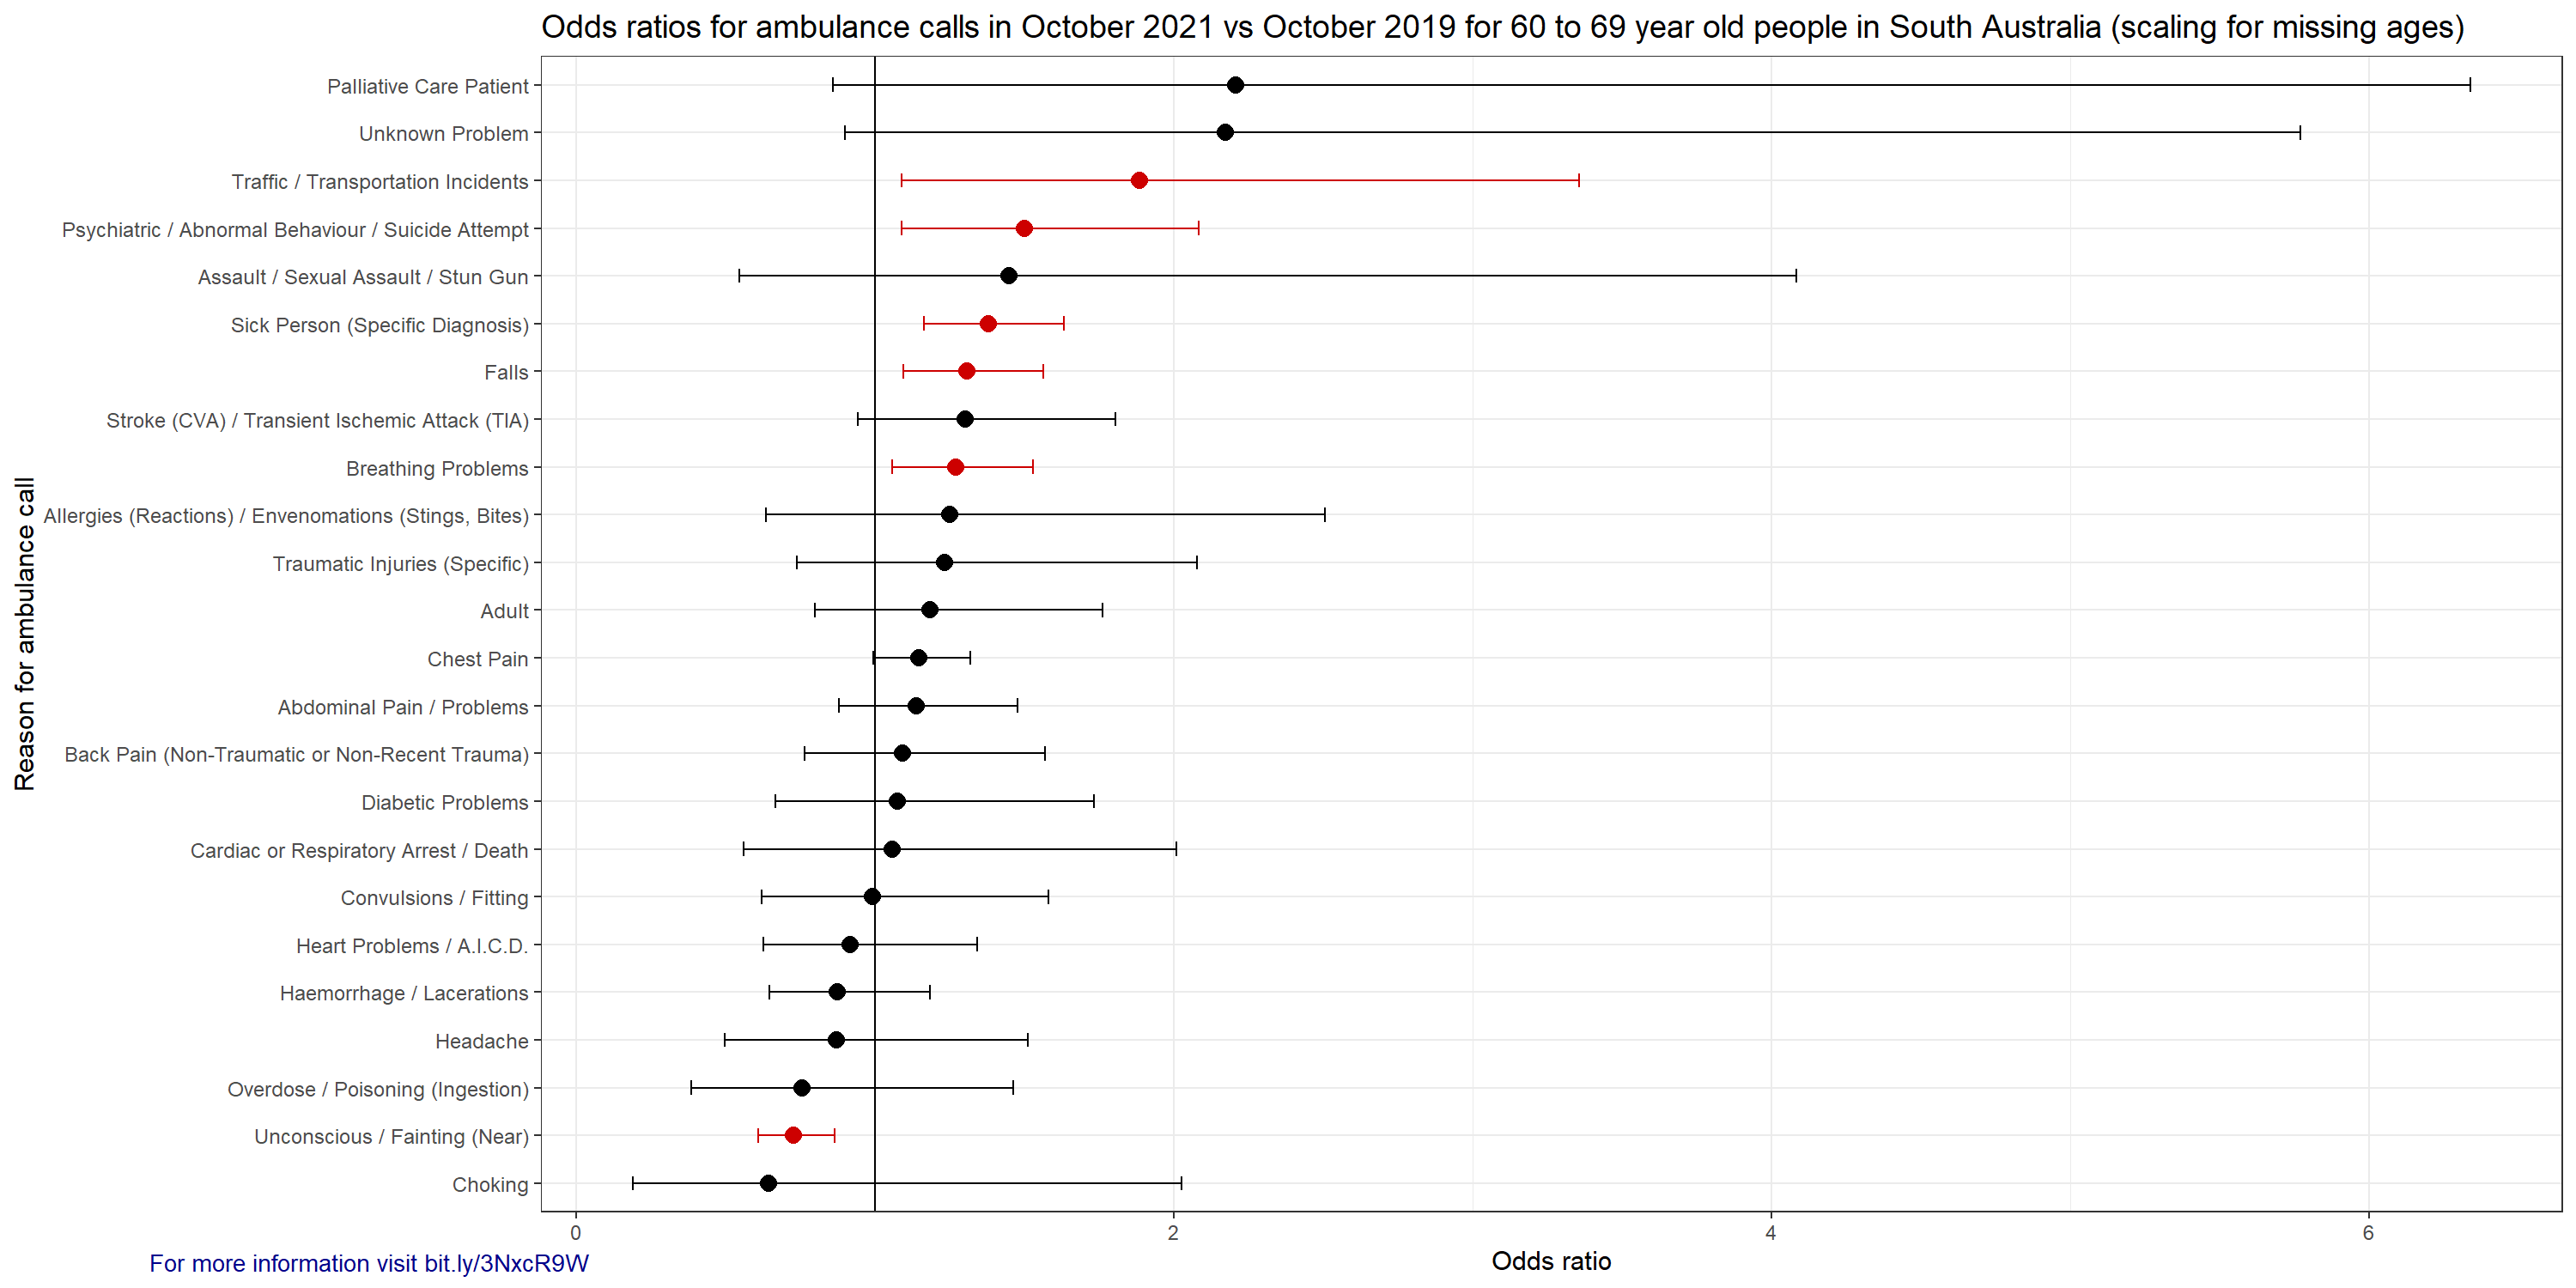 Odds ratios for ambulance calls in October 2021 vs October 2019 for 60 to 69 year old people in South Australia (scaling for missing ages)
Reason for ambulance call
Palliative Care Patient
Unknown Problem
Traffic / Transportation Incidents
Psychiatric / Abnormal Behaviour / Suicide Attempt
Assault / Sexual Assault / Stun Gun
Sick Person (Specific Diagnosis)
Falls
Stroke (CVA) / Transient Ischemic Attack (TIA)
Breathing Problems
Allergies (Reactions) / Envenomations (Stings, Bites)
Traumatic Injuries (Specific)
Adult
Chest Pain
Abdominal Pain / Problems
Back Pain (Non-Traumatic or Non-Recent Trauma)
Diabetic Problems
Cardiac or Respiratory Arrest / Death
Convulsions / Fitting
Heart Problems / A.I.C.D.
Haemorrhage / Lacerations
Headache
Overdose / Poisoning (Ingestion)
Unconscious / Fainting (Near)
Choking
0 2 4 6
Odds ratio
For more information visit bit.ly/3NxcR9W